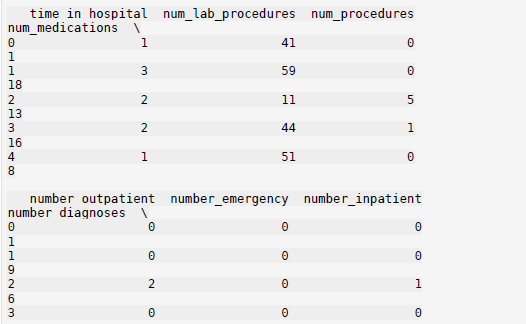 time in hospital  num_lab_procedures  num_procedures
num_medications  \
0                 1                  41               0
1
1                 3                  59               0
18
2                 2                  11               5
13
3                 2                  44               1
16
4                 1                  51               0
8
number outpatient  number_emergency  number_inpatient
number diagnoses  \
0                  0                 0                 0
1
1                  0                 0                 0
9
2                  2                 0                 1
6
3                  0                 0                 0